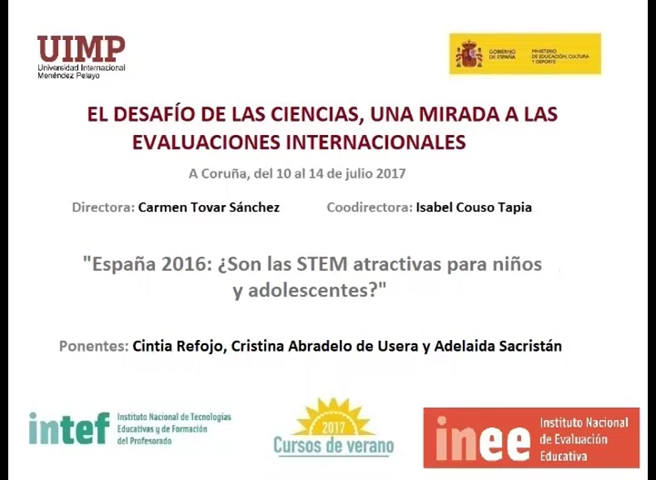 UIMP
Universidad Internacional
Menéndez Pelayo
GOBIERNO
DE ESPAÑA
MINISTERIO
DE EDUCACIÓN, CULTURA
Y DEPORTE
EL DESAFÍO DE LAS CIENCIAS, UNA MIRADA A LAS
EVALUACIONES INTERNACIONALES
A Coruña, del 10 al 14 de julio 2017
Directora: Carmen Tovar Sánchez Coodirectora: Isabel Couso Tapia
"España 2016: ¿Son las STEM atractivas para niños
y adolescentes?"
Ponentes: Cintia Refojo, Cristina Abradelo de Usera y Adelaida Sacristán
intef
Instituto Nacional de Tecnologías
Educativas y de Formación
del Profesorado
2017
Cursos de verano
inee
Instituto Nacional
de Evaluación
Educativa